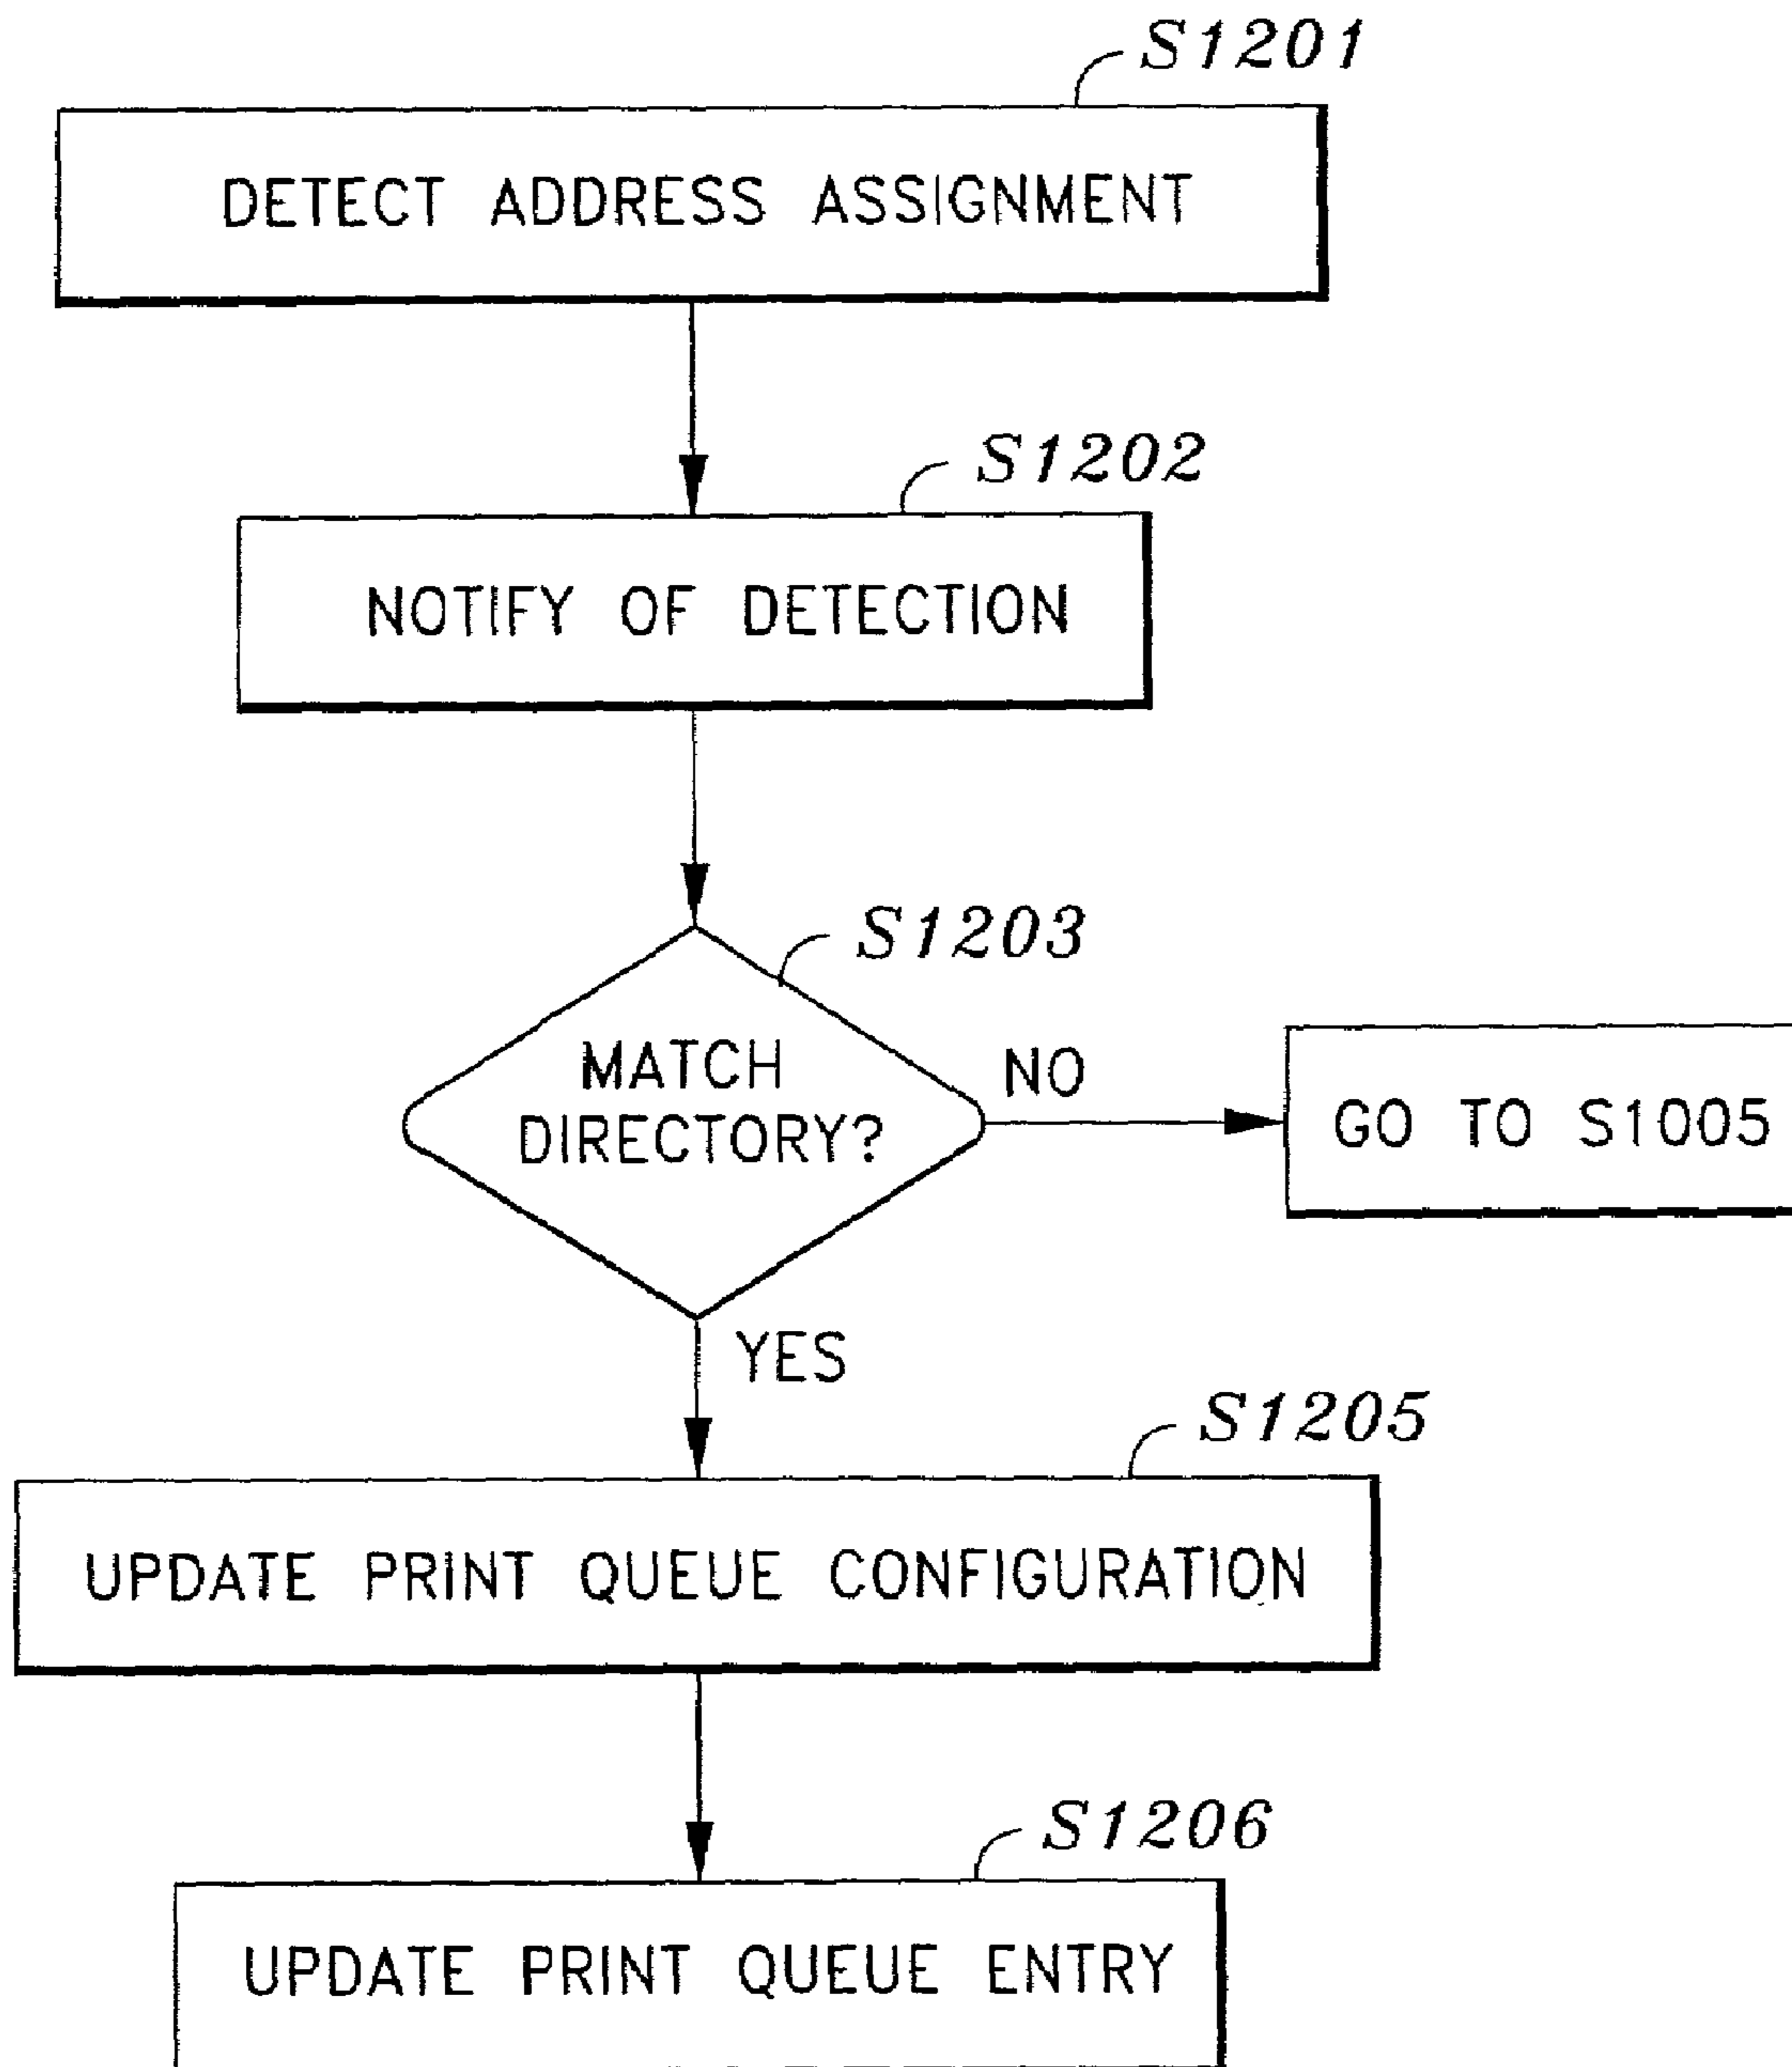 S1201
DETECT ADDRESS ASSIGNMENT
S1202
NOTIFY OF DETECTION
S1203
MATCH
DIRECTORY?
NO
GO TO S1005
YES
S1205
UPDATE PRINT QUEUE CONFIGURATION
S1206
UPDATE PRINT QUEUE ENTRY